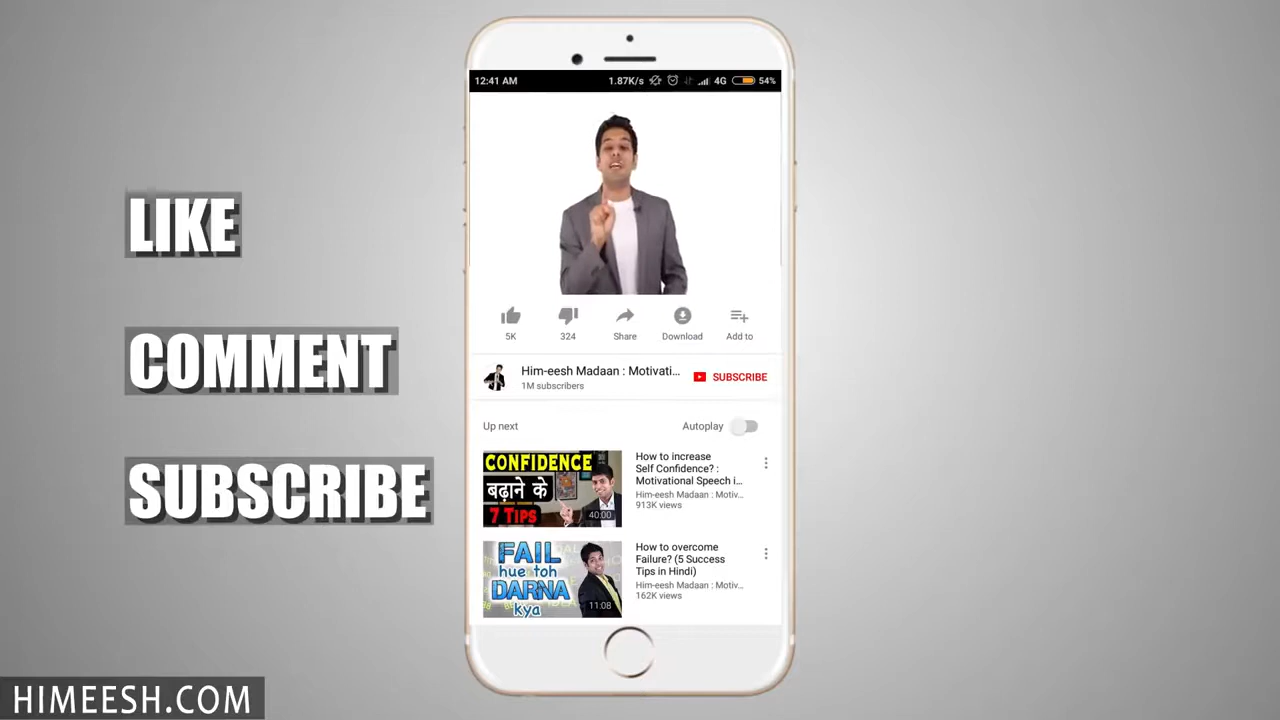 LIKE
COMMENT
SUBSCRIBE
12:41 AM
1.87K/s
4G
54%
5K
324
Share
Download
Add to
Him-eesh Madaan : Motivati...
1M subscribers
SUBSCRIBE
Up next
Autoplay
CONFIDENCE
बढ़ाने के
7 TIPS
40:00
How to increase
Self Confidence? :
Motivational Speech i...
Him-eesh Madaan : Motiv...
913K views
FAIL
hue toh
DARNA
kya
11:08
How to overcome
Failure? (5 Success
Tips in Hindi)
Him-eesh Madaan : Motiv...
162K views
HIMEESH.COM